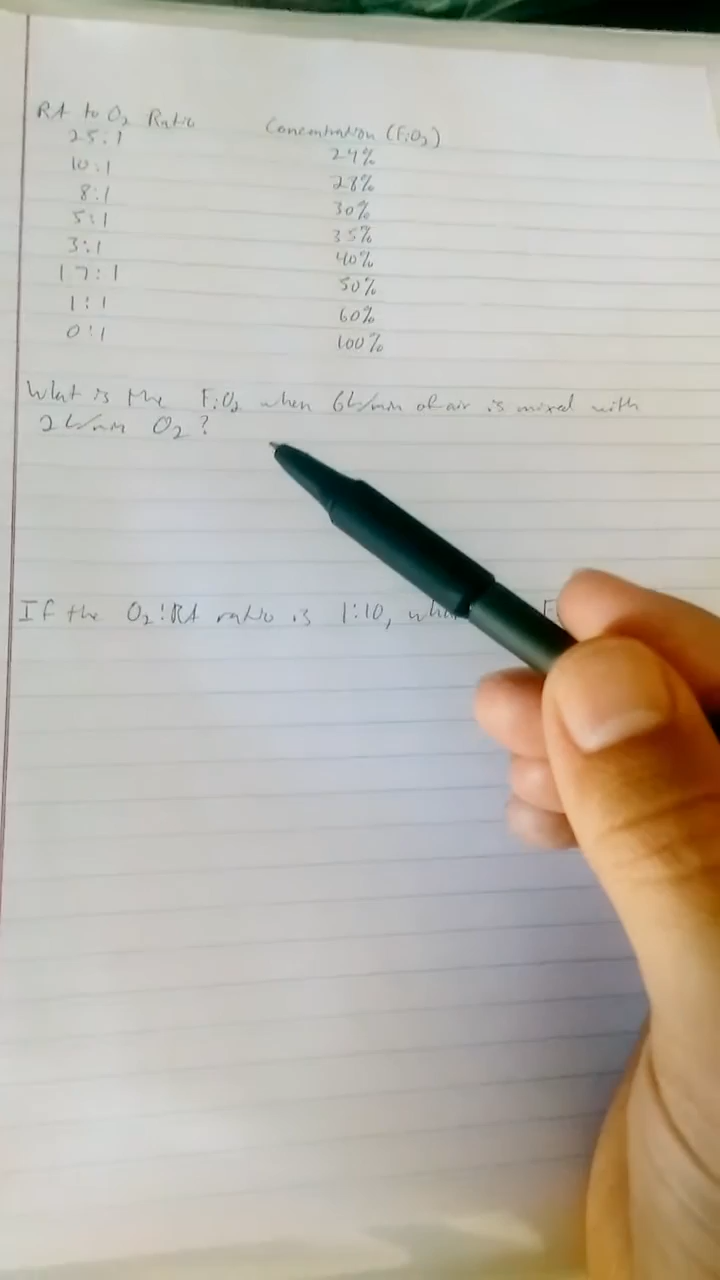 RA to O2 Ratio Concentration (FiO2)
25:1 24%
10:1 28%
8:1 30%
5:1 35%
3:1 40%
1 7:1 50%
1:1 60%
0:1 100%
What is the FiO2 when 6L/min of air is mixed with
2L/min O2?
If the O2:RA ratio is 1:10,